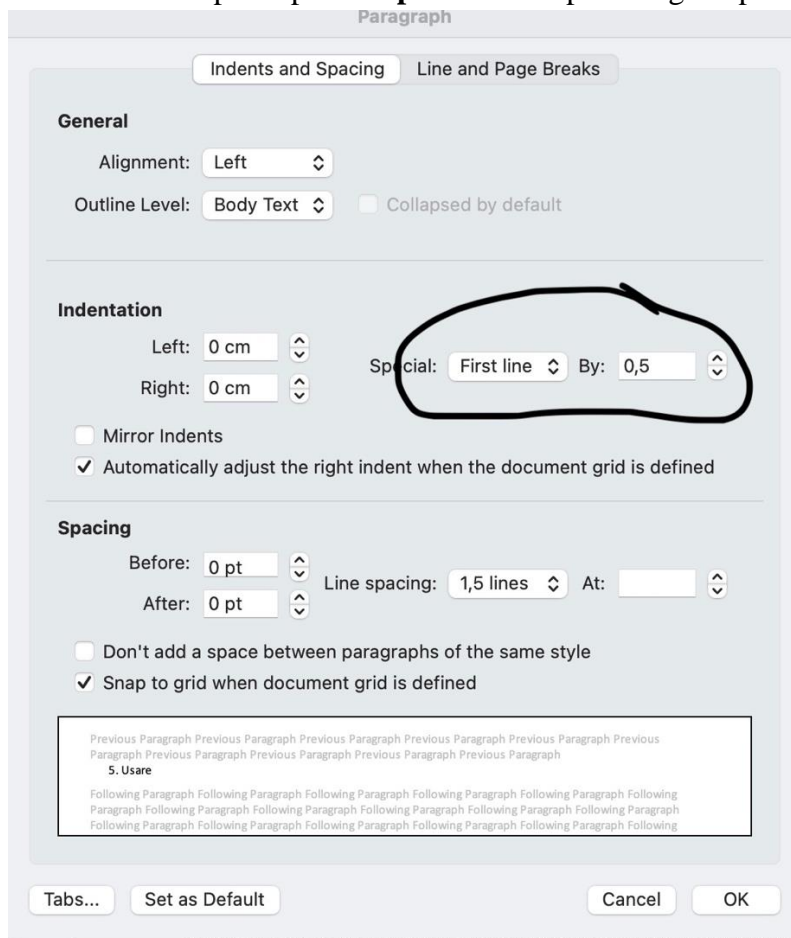 Paragraph
Indents and Spacing Line and Page Breaks
General
Alignment: Left
Outline Level: Body Text Collapsed by default
Indentation
Left: 0 cm
Special: First line By: 0,5
Right: 0 cm
Mirror Indents
Automatically adjust the right indent when the document grid is defined
Spacing
Before: 0 pt
Line spacing: 1,5 lines At:
After: 0 pt
Don't add a space between paragraphs of the same style
Snap to grid when document grid is defined
Previous Paragraph Previous Paragraph Previous Paragraph Previous Paragraph Previous Paragraph Previous
Paragraph Previous Paragraph Previous Paragraph Previous Paragraph Previous Paragraph
5. Usare
Following Paragraph Following Paragraph Following Paragraph Following Paragraph Following Paragraph Following
Paragraph Following Paragraph Following Paragraph Following Paragraph Following Paragraph Following Paragraph
Following Paragraph Following Paragraph Following Paragraph Following Paragraph Following Paragraph Following
Tabs... Set as Default Cancel OK